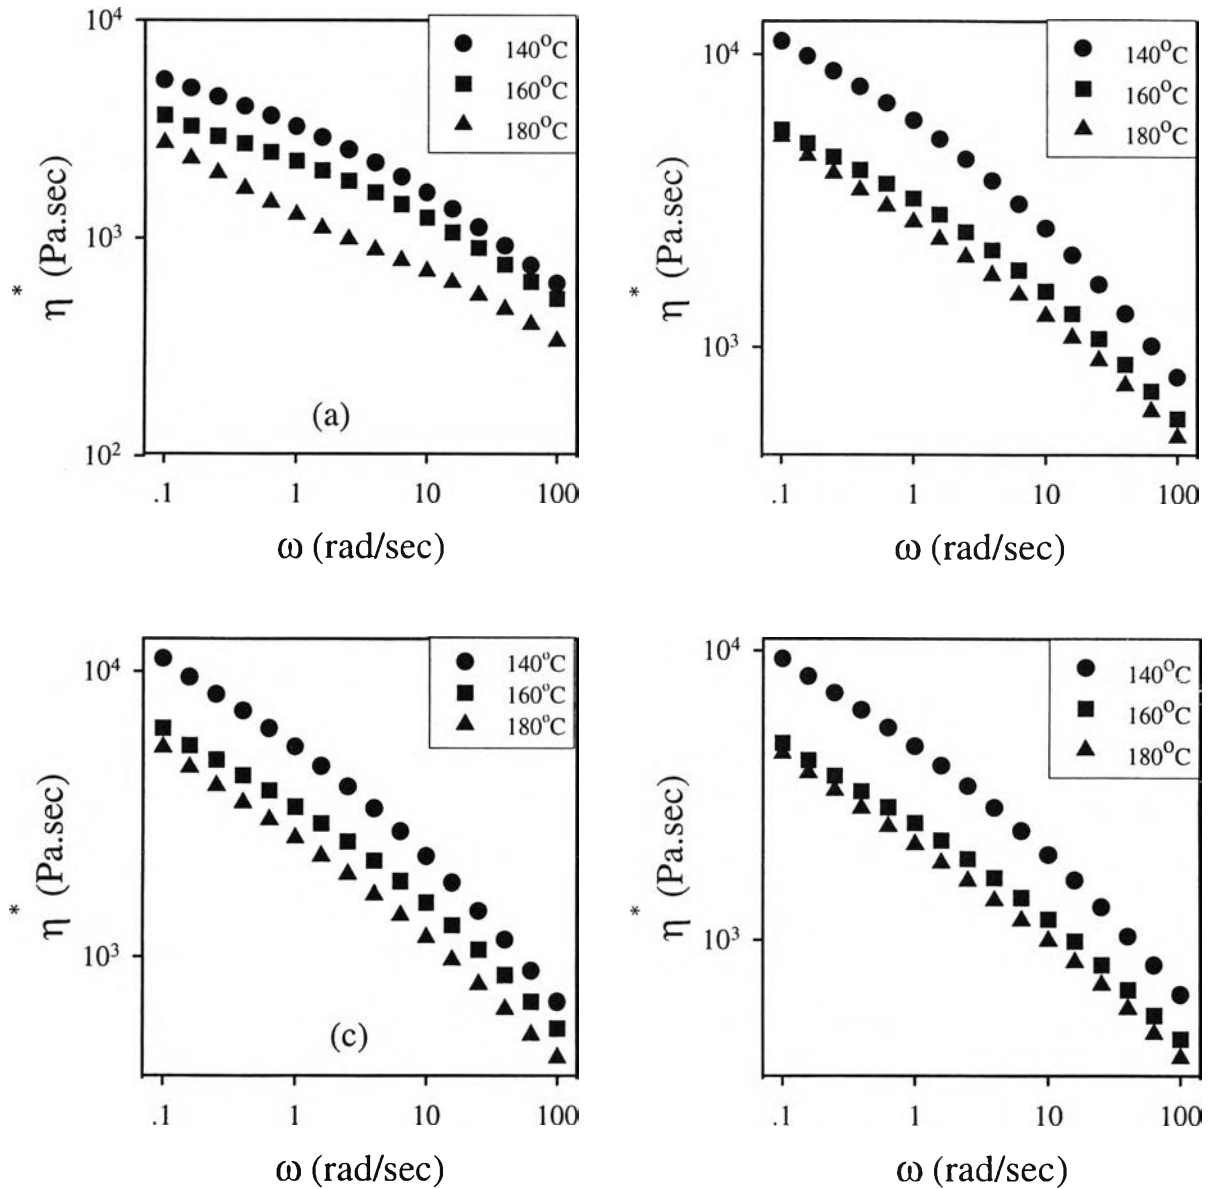 10⁴
140°C
160°C
180°C
10³
η* (Pa.sec)
(a)
10²
.1 1 10 100
ω (rad/sec)
10⁴
140°C
160°C
180°C
η* (Pa.sec)
10³
.1 1 10 100
ω (rad/sec)
10⁴
140°C
160°C
180°C
η* (Pa.sec)
10³
(c)
.1 1 10 100
ω (rad/sec)
10⁴
140°C
160°C
180°C
η* (Pa.sec)
10³
.1 1 10 100
ω (rad/sec)